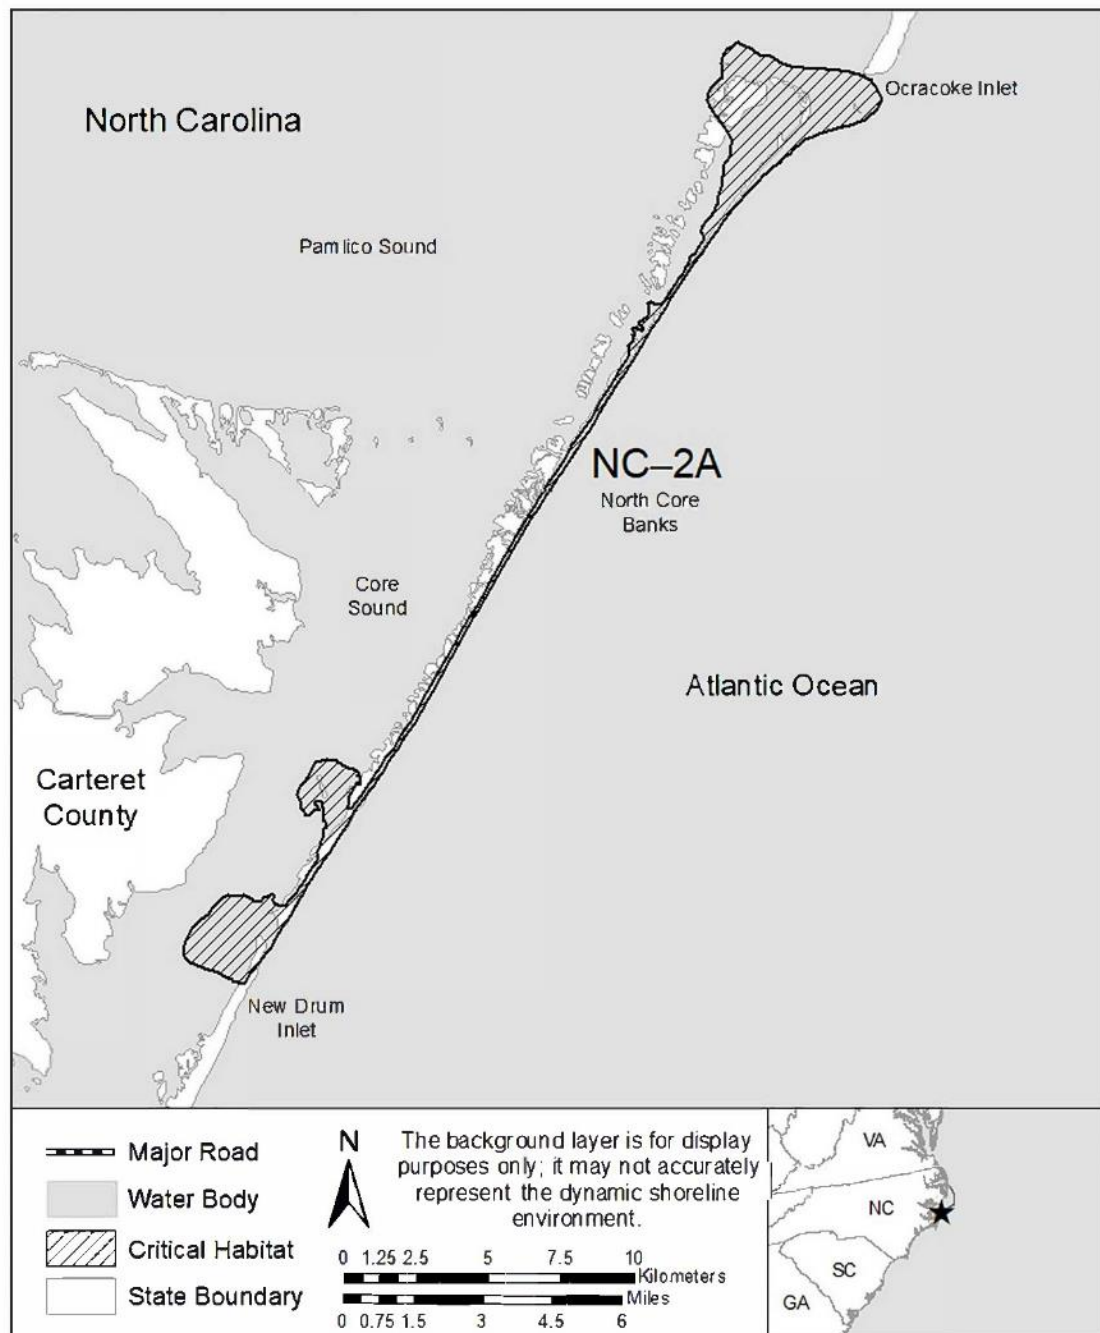 Ocracoke Inlet
North Carolina
Pamlico Sound
NC–2A
North Core
Banks
Core
Sound
Atlantic Ocean
Carteret
County
New Drum
Inlet
Major Road
Water Body
Critical Habitat
State Boundary
N
The background layer is for display
purposes only; it may not accurately
represent the dynamic shoreline
environment.
0 1.25 2.5 5 7.5 10
Kilometers
Miles
0 0.75 1.5 3 4.5 6
VA
NC
SC
GA